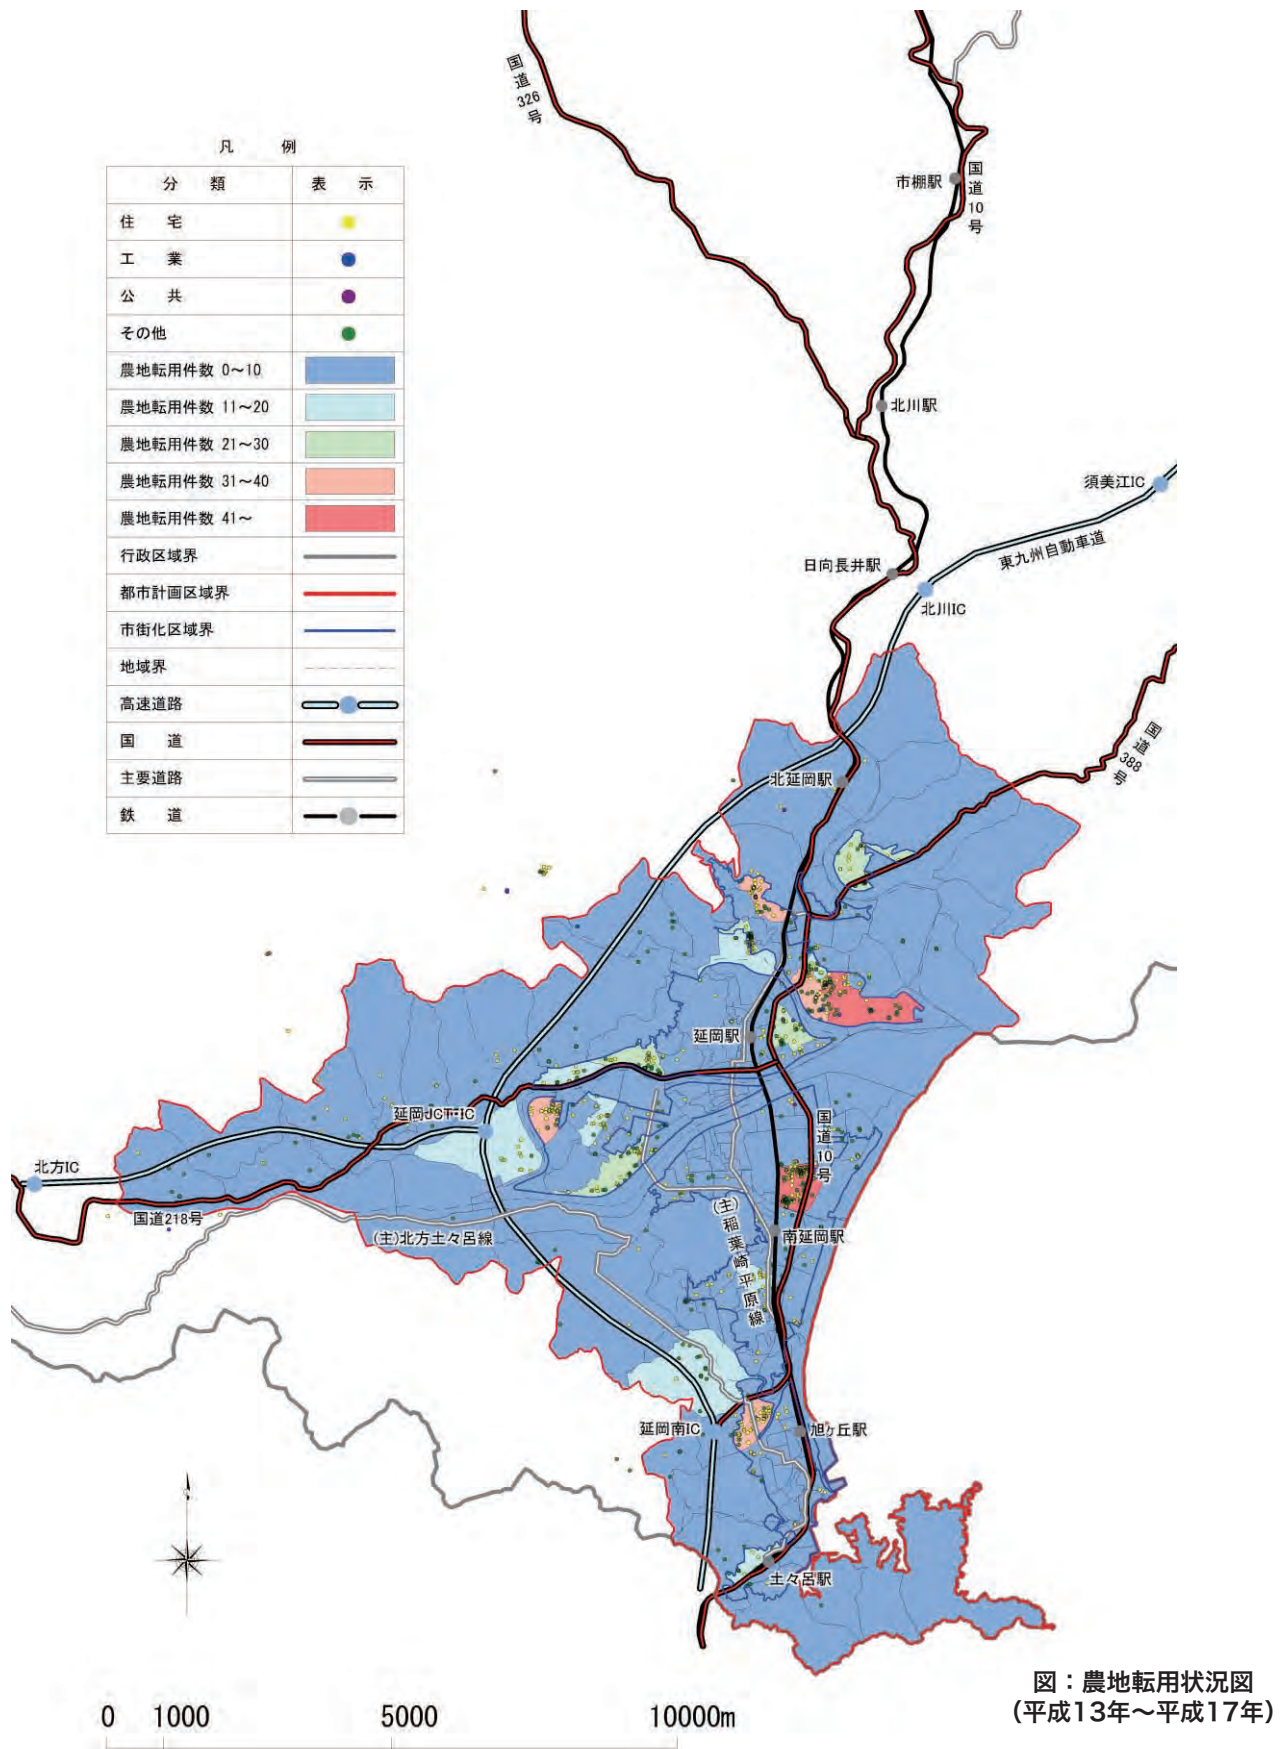 国道326号
凡 例
分 類 表 示
住 宅
工 業
公 共
その他
農地転用件数 0～10
農地転用件数 11～20
農地転用件数 21～30
農地転用件数 31～40
農地転用件数 41～
行政区域界
都市計画区域界
市街化区域界
地域界
高速道路
国 道
主要道路
鉄 道
市棚駅
国道10号
北川駅
須美江IC
東九州自動車道
日向長井駅
北川IC
国道388号
北延岡駅
延岡駅
延岡JCT・IC
国道10号
北方IC
国道218号
(主)北方土々呂線
(主)稲葉崎平原線
南延岡駅
延岡南IC
旭ヶ丘駅
土々呂駅
図：農地転用状況図
(平成13年～平成17年)
0 1000 5000 10000m